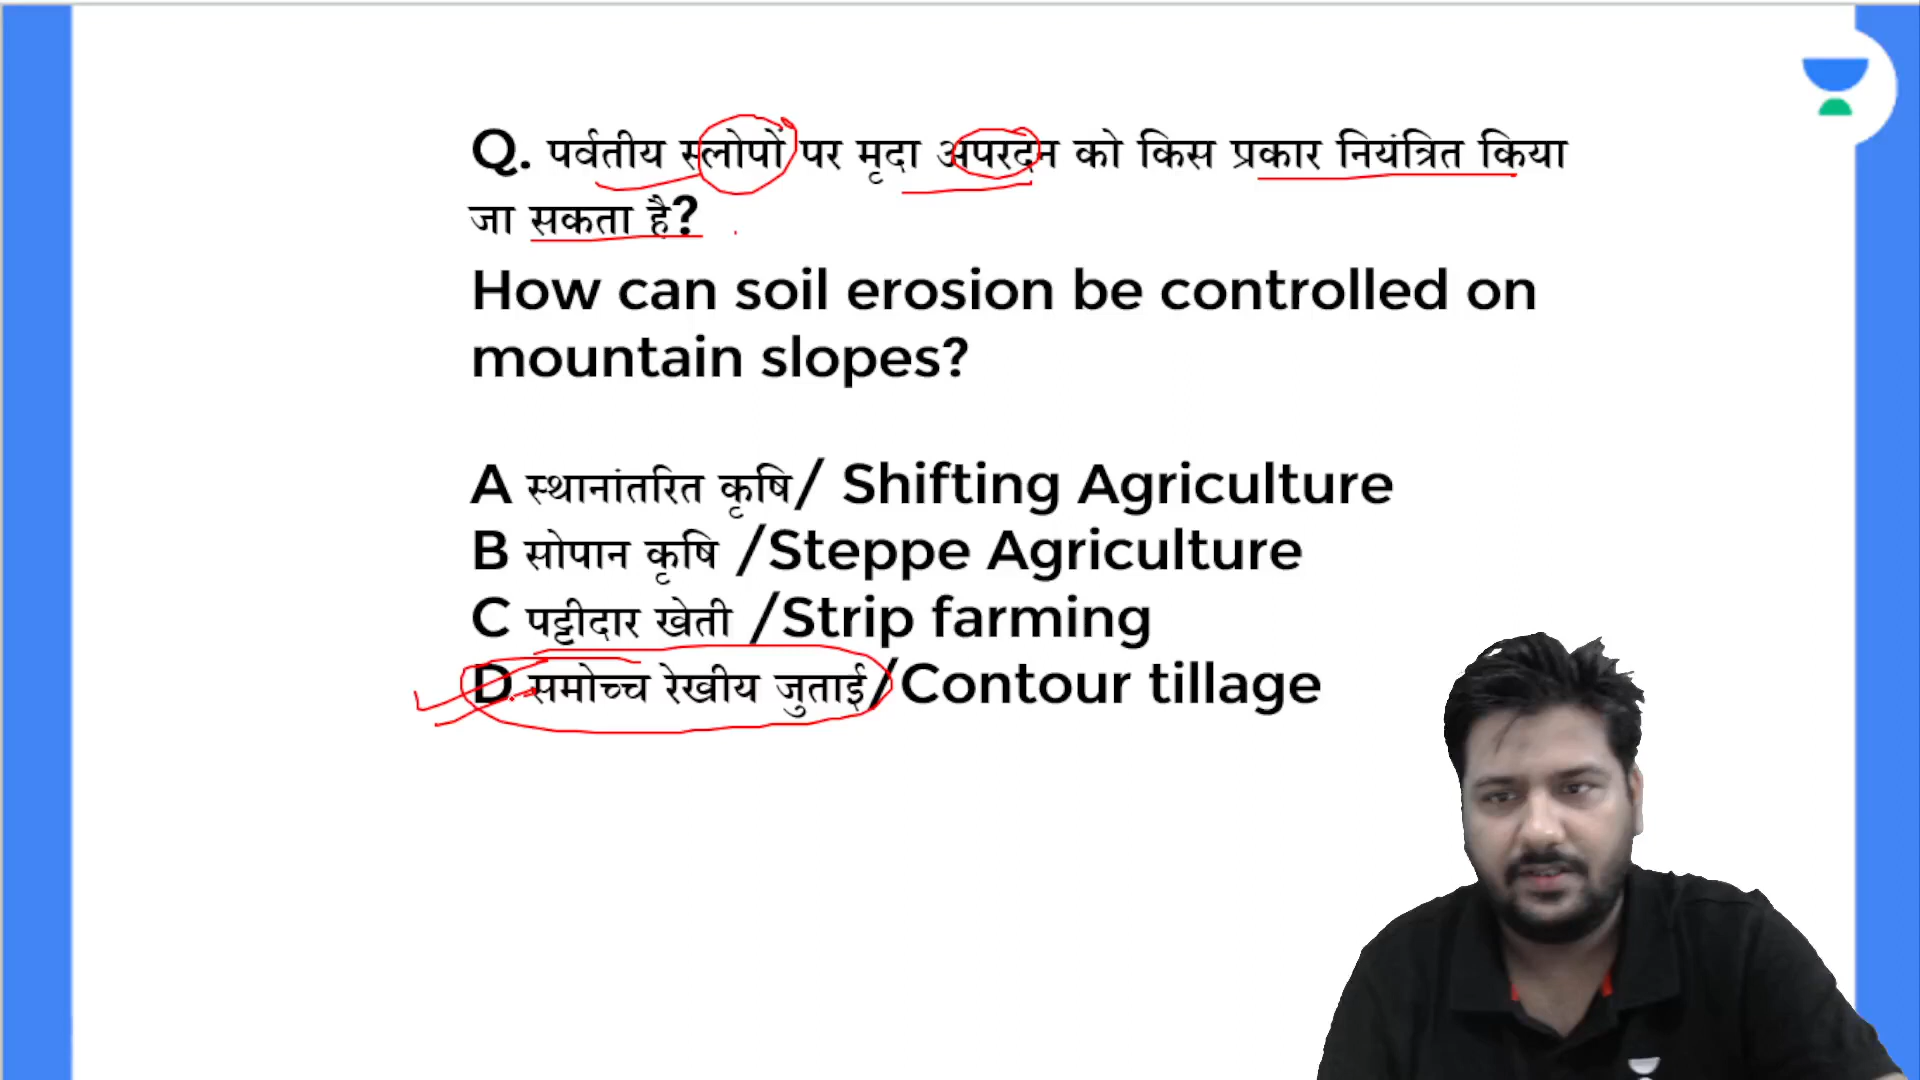 Q. पर्वतीय स्लोपों पर मृदा अपरदन को किस प्रकार नियंत्रित किया
जा सकता है?
How can soil erosion be controlled on
mountain slopes?
A स्थानांतरित कृषि/ Shifting Agriculture
B सोपान कृषि /Steppe Agriculture
C पट्टीदार खेती /Strip farming
D. समोच्च रेखीय जुताई/Contour tillage